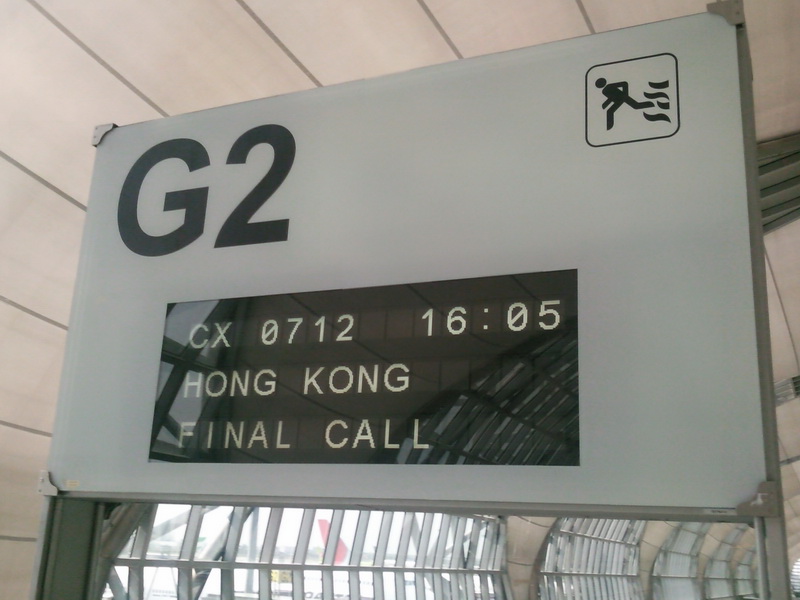 G2
CX 0712 16:05
HONG KONG
FINAL CALL